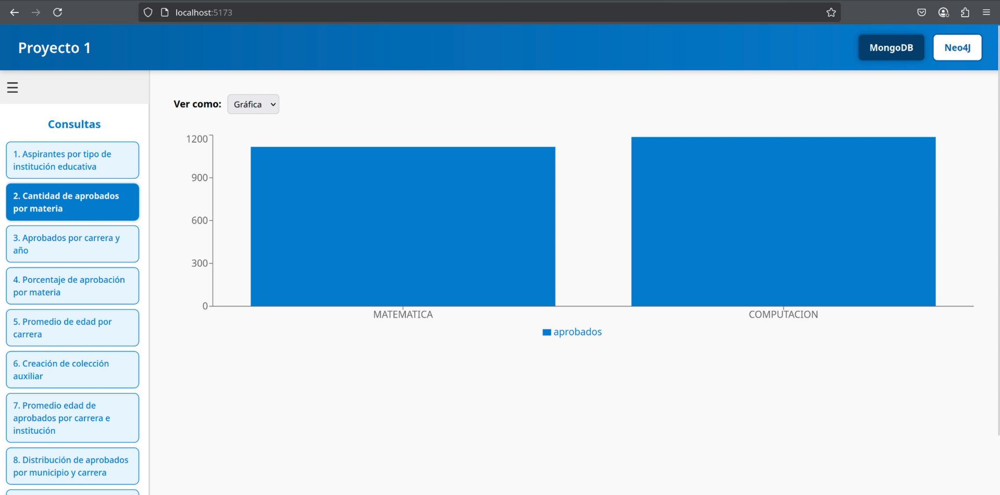 localhost:5173
Proyecto 1
MongoDB
Neo4J
Ver como:
Gráfica
Consultas
1. Aspirantes por tipo de
institución educativa
2. Cantidad de aprobados
por materia
3. Aprobados por carrera y
año
4. Porcentaje de aprobación
por materia
5. Promedio de edad por
carrera
6. Creación de colección
auxiliar
7. Promedio edad de
aprobados por carrera e
institución
8. Distribución de aprobados
por municipio y carrera
1200
900
600
300
0
MATEMATICA
COMPUTACION
aprobados